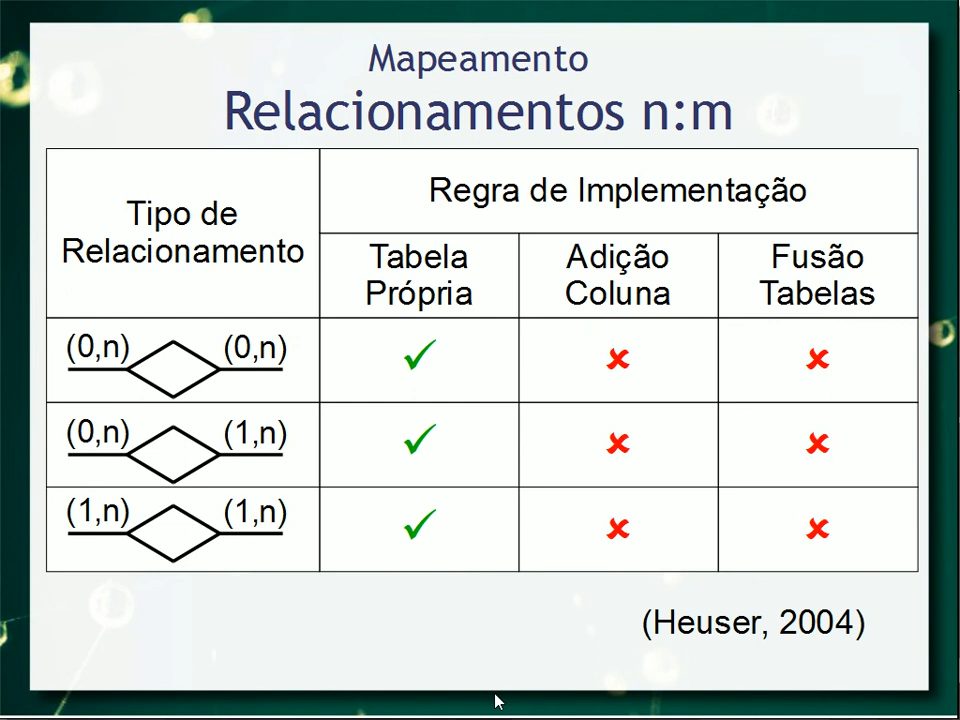 Mapeamento
Relacionamentos n:m
Tipo de
Relacionamento
Regra de Implementação
Tabela
Própria
Adição
Coluna
Fusão
Tabelas
(0,n) (0,n)
(0,n) (1,n)
(1,n) (1,n)
(Heuser, 2004)